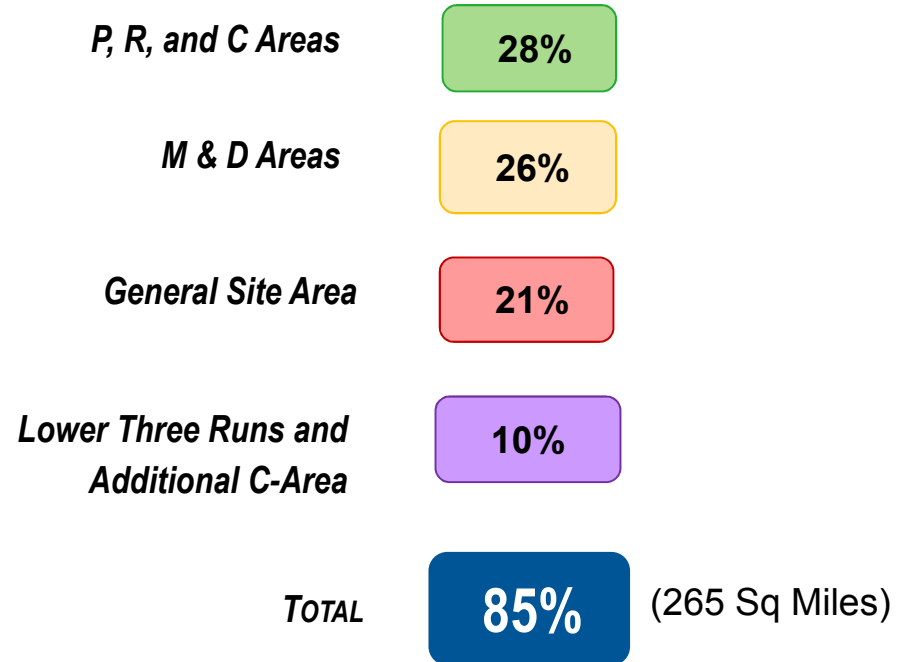 P, R, and C Areas 28%
M & D Areas 26%
General Site Area 21%
Lower Three Runs and
Additional C-Area 10%
TOTAL 85% (265 Sq Miles)